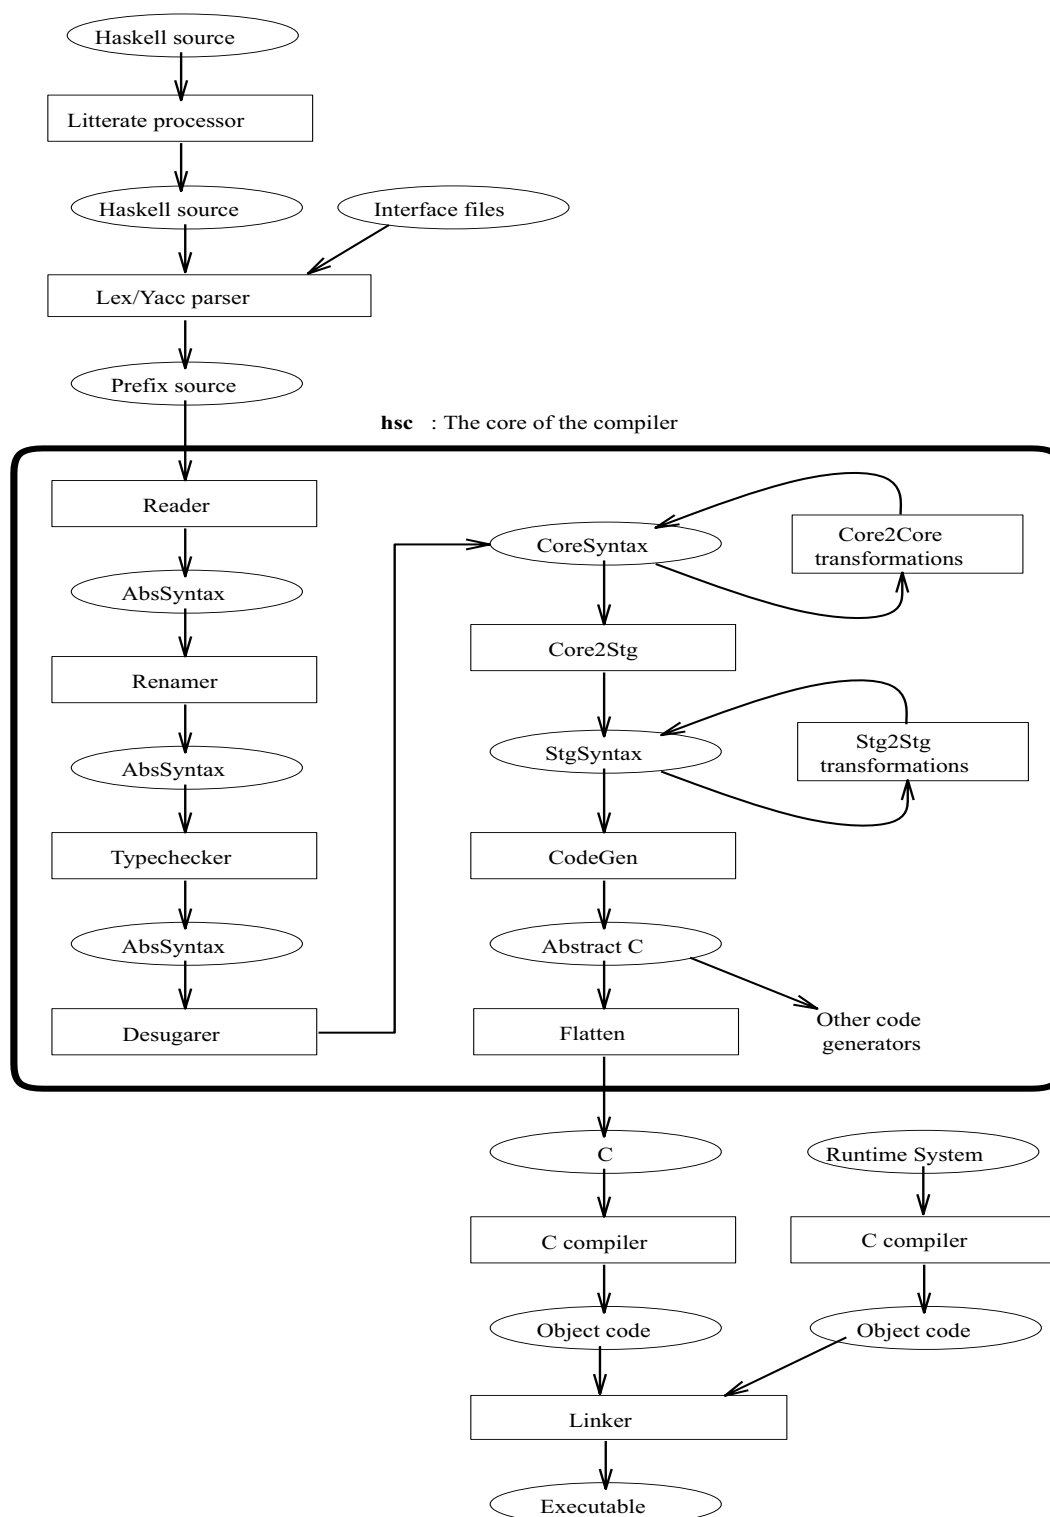 Haskell source
Litterate processor
Haskell source
Interface files
Lex/Yacc parser
Prefix source
hsc : The core of the compiler
Reader
AbsSyntax
Renamer
AbsSyntax
Typechecker
AbsSyntax
Desugarer
CoreSyntax
Core2Core
transformations
Core2Stg
StgSyntax
Stg2Stg
transformations
CodeGen
Abstract C
Flatten
Other code
generators
C
Runtime System
C compiler
C compiler
Object code
Object code
Linker
Executable